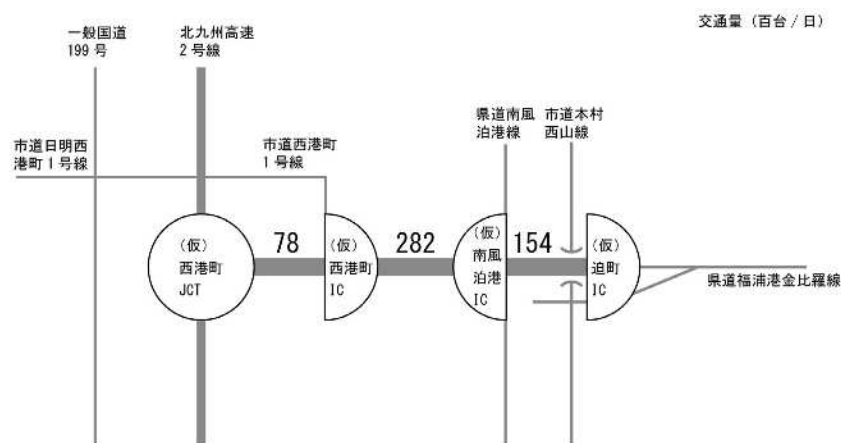 交通量（百台 / 日）
一般国道
199 号
北九州高速
2 号線
市道日明西
港町 1 号線
市道西港町
1 号線
県道南風
泊港線
市道本村
西山線
（仮）
西港町
JCT
78
（仮）
西港町
IC
282
（仮）
南風
泊港
IC
154
（仮）
迫町
IC
県道福浦港金比羅線